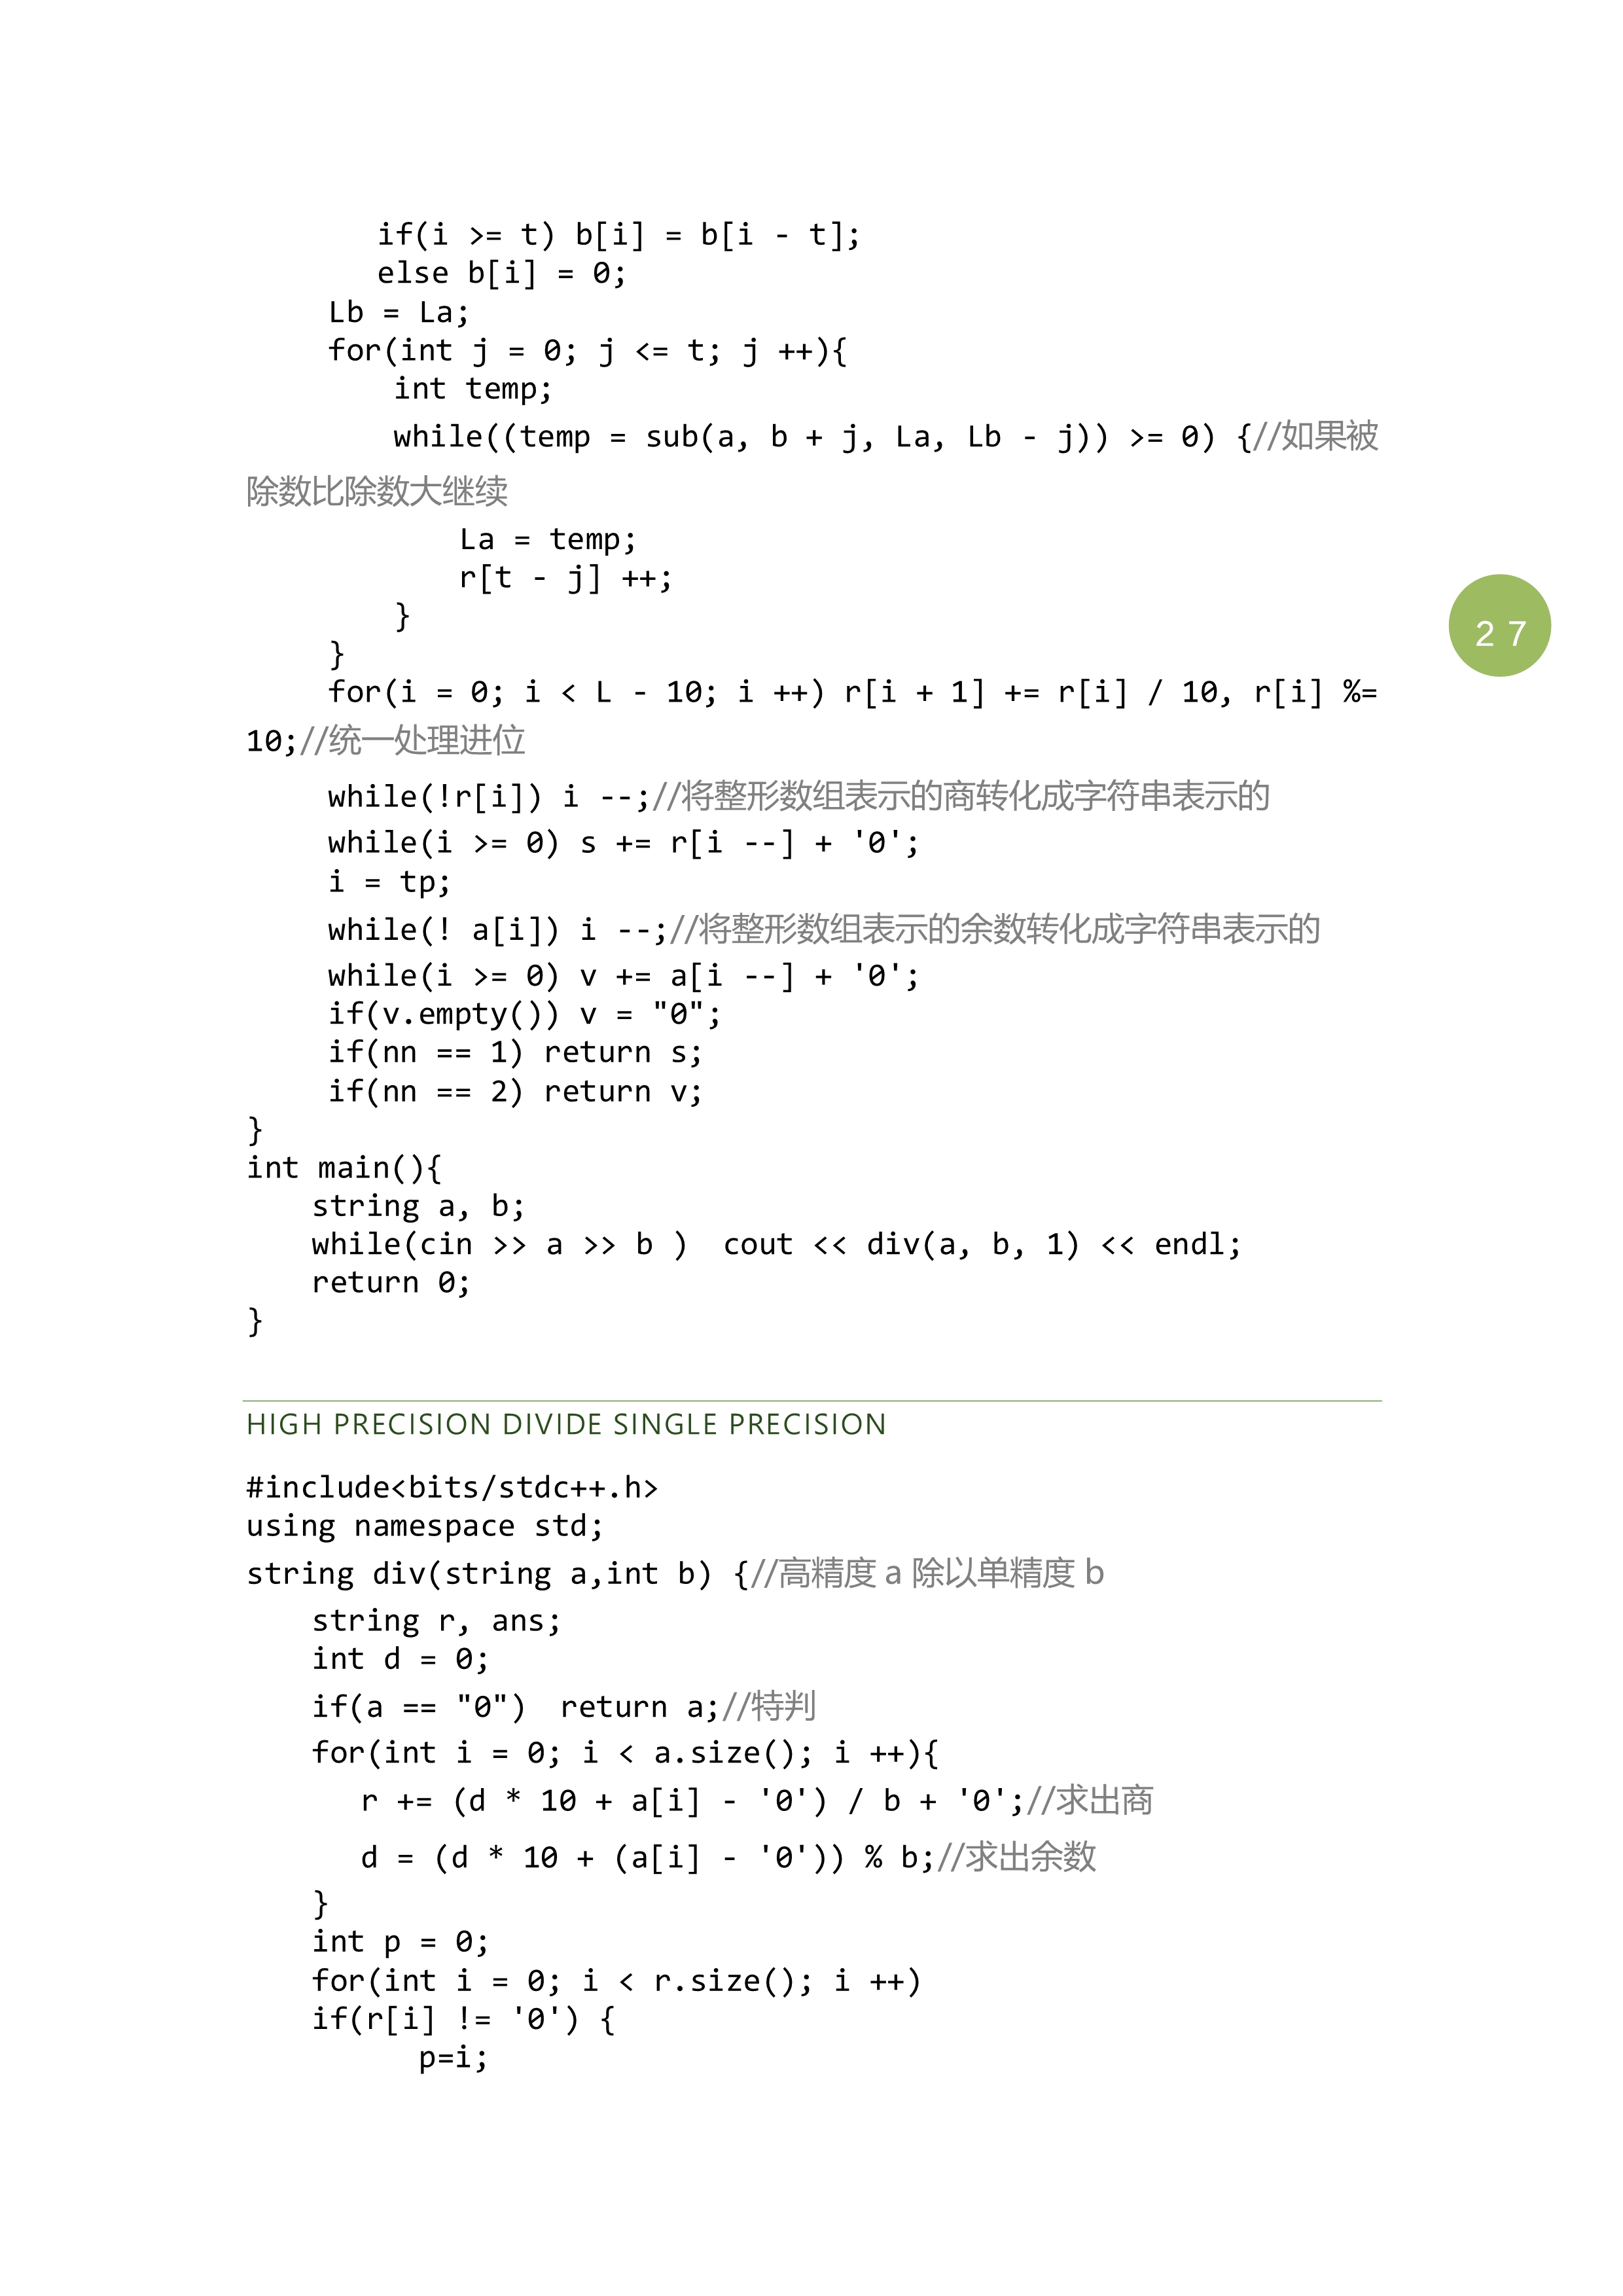 if(i >= t) b[i] = b[i - t];
else b[i] = 0;
Lb = La;
for(int j = 0; j <= t; j ++){
int temp;
while((temp = sub(a, b + j, La, Lb - j)) >= 0) {//如果被
除数比除数大继续
La = temp;
r[t - j] ++;
}
}
27
for(i = 0; i < L - 10; i ++) r[i + 1] += r[i] / 10, r[i] %=
10;//统一处理进位
while(!r[i]) i --;//将整形数组表示的商转化成字符串表示的
while(i >= 0) s += r[i --] + '0';
i = tp;
while(! a[i]) i --;//将整形数组表示的余数转化成字符串表示的
while(i >= 0) v += a[i --] + '0';
if(v.empty()) v = "0";
if(nn == 1) return s;
if(nn == 2) return v;
}
int main(){
string a, b;
while(cin >> a >> b )  cout << div(a, b, 1) << endl;
return 0;
}
HIGH PRECISION DIVIDE SINGLE PRECISION
#include<bits/stdc++.h>
using namespace std;
string div(string a,int b) {//高精度 a 除以单精度 b
string r, ans;
int d = 0;
if(a == "0")  return a;//特判
for(int i = 0; i < a.size(); i ++){
r += (d * 10 + a[i] - '0') / b + '0';//求出商
d = (d * 10 + (a[i] - '0')) % b;//求出余数
}
int p = 0;
for(int i = 0; i < r.size(); i ++)
if(r[i] != '0') {
p=i;